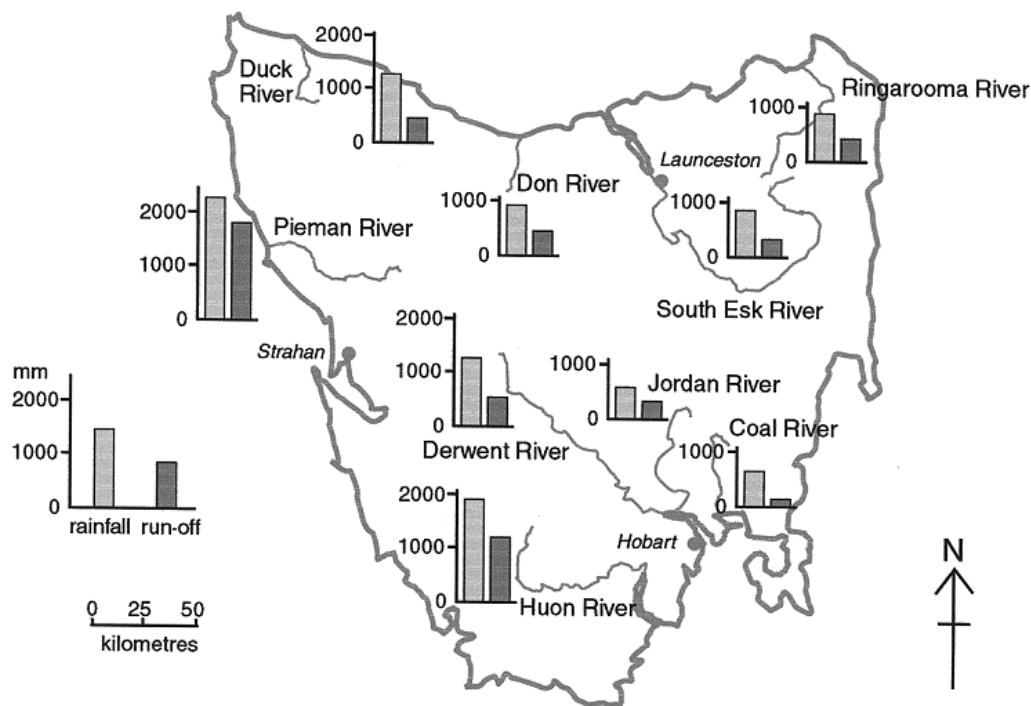 2000
1000
0
Duck
River
Ringarooma River
1000
0
Launceston
Don River
1000
0
1000
0
South Esk River
Pieman River
2000
1000
0
Strahan
2000
1000
0
Derwent River
1000
0
Jordan River
Coal River
1000
0
mm
2000
1000
0
rainfall run-off
2000
1000
0
Huon River
Hobart
0 25 50
kilometres
N